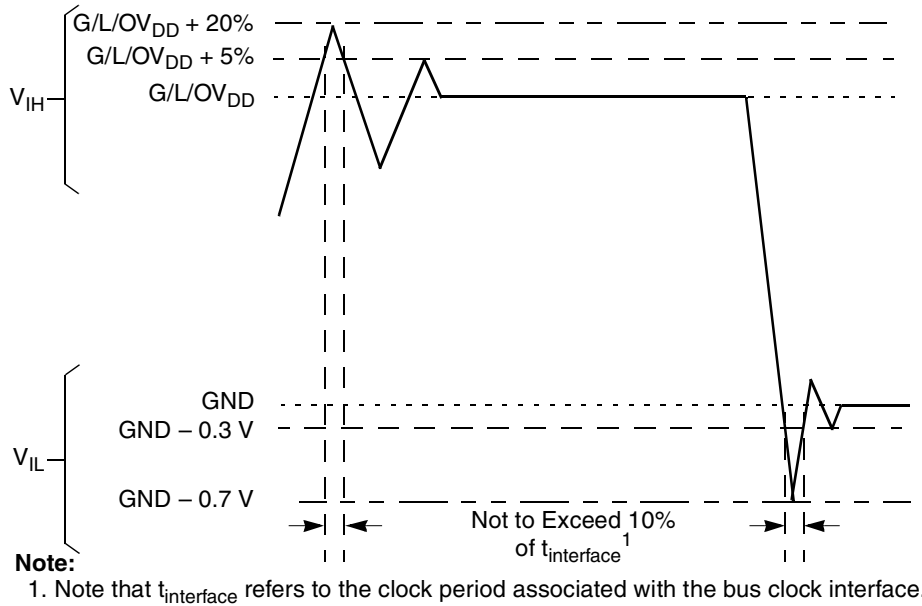 G/L/OVDD + 20%
G/L/OVDD + 5%
G/L/OVDD
VIH
GND
GND – 0.3 V
VIL
GND – 0.7 V
Not to Exceed 10%
of tinterface1
Note:
1. Note that tinterface refers to the clock period associated with the bus clock interface